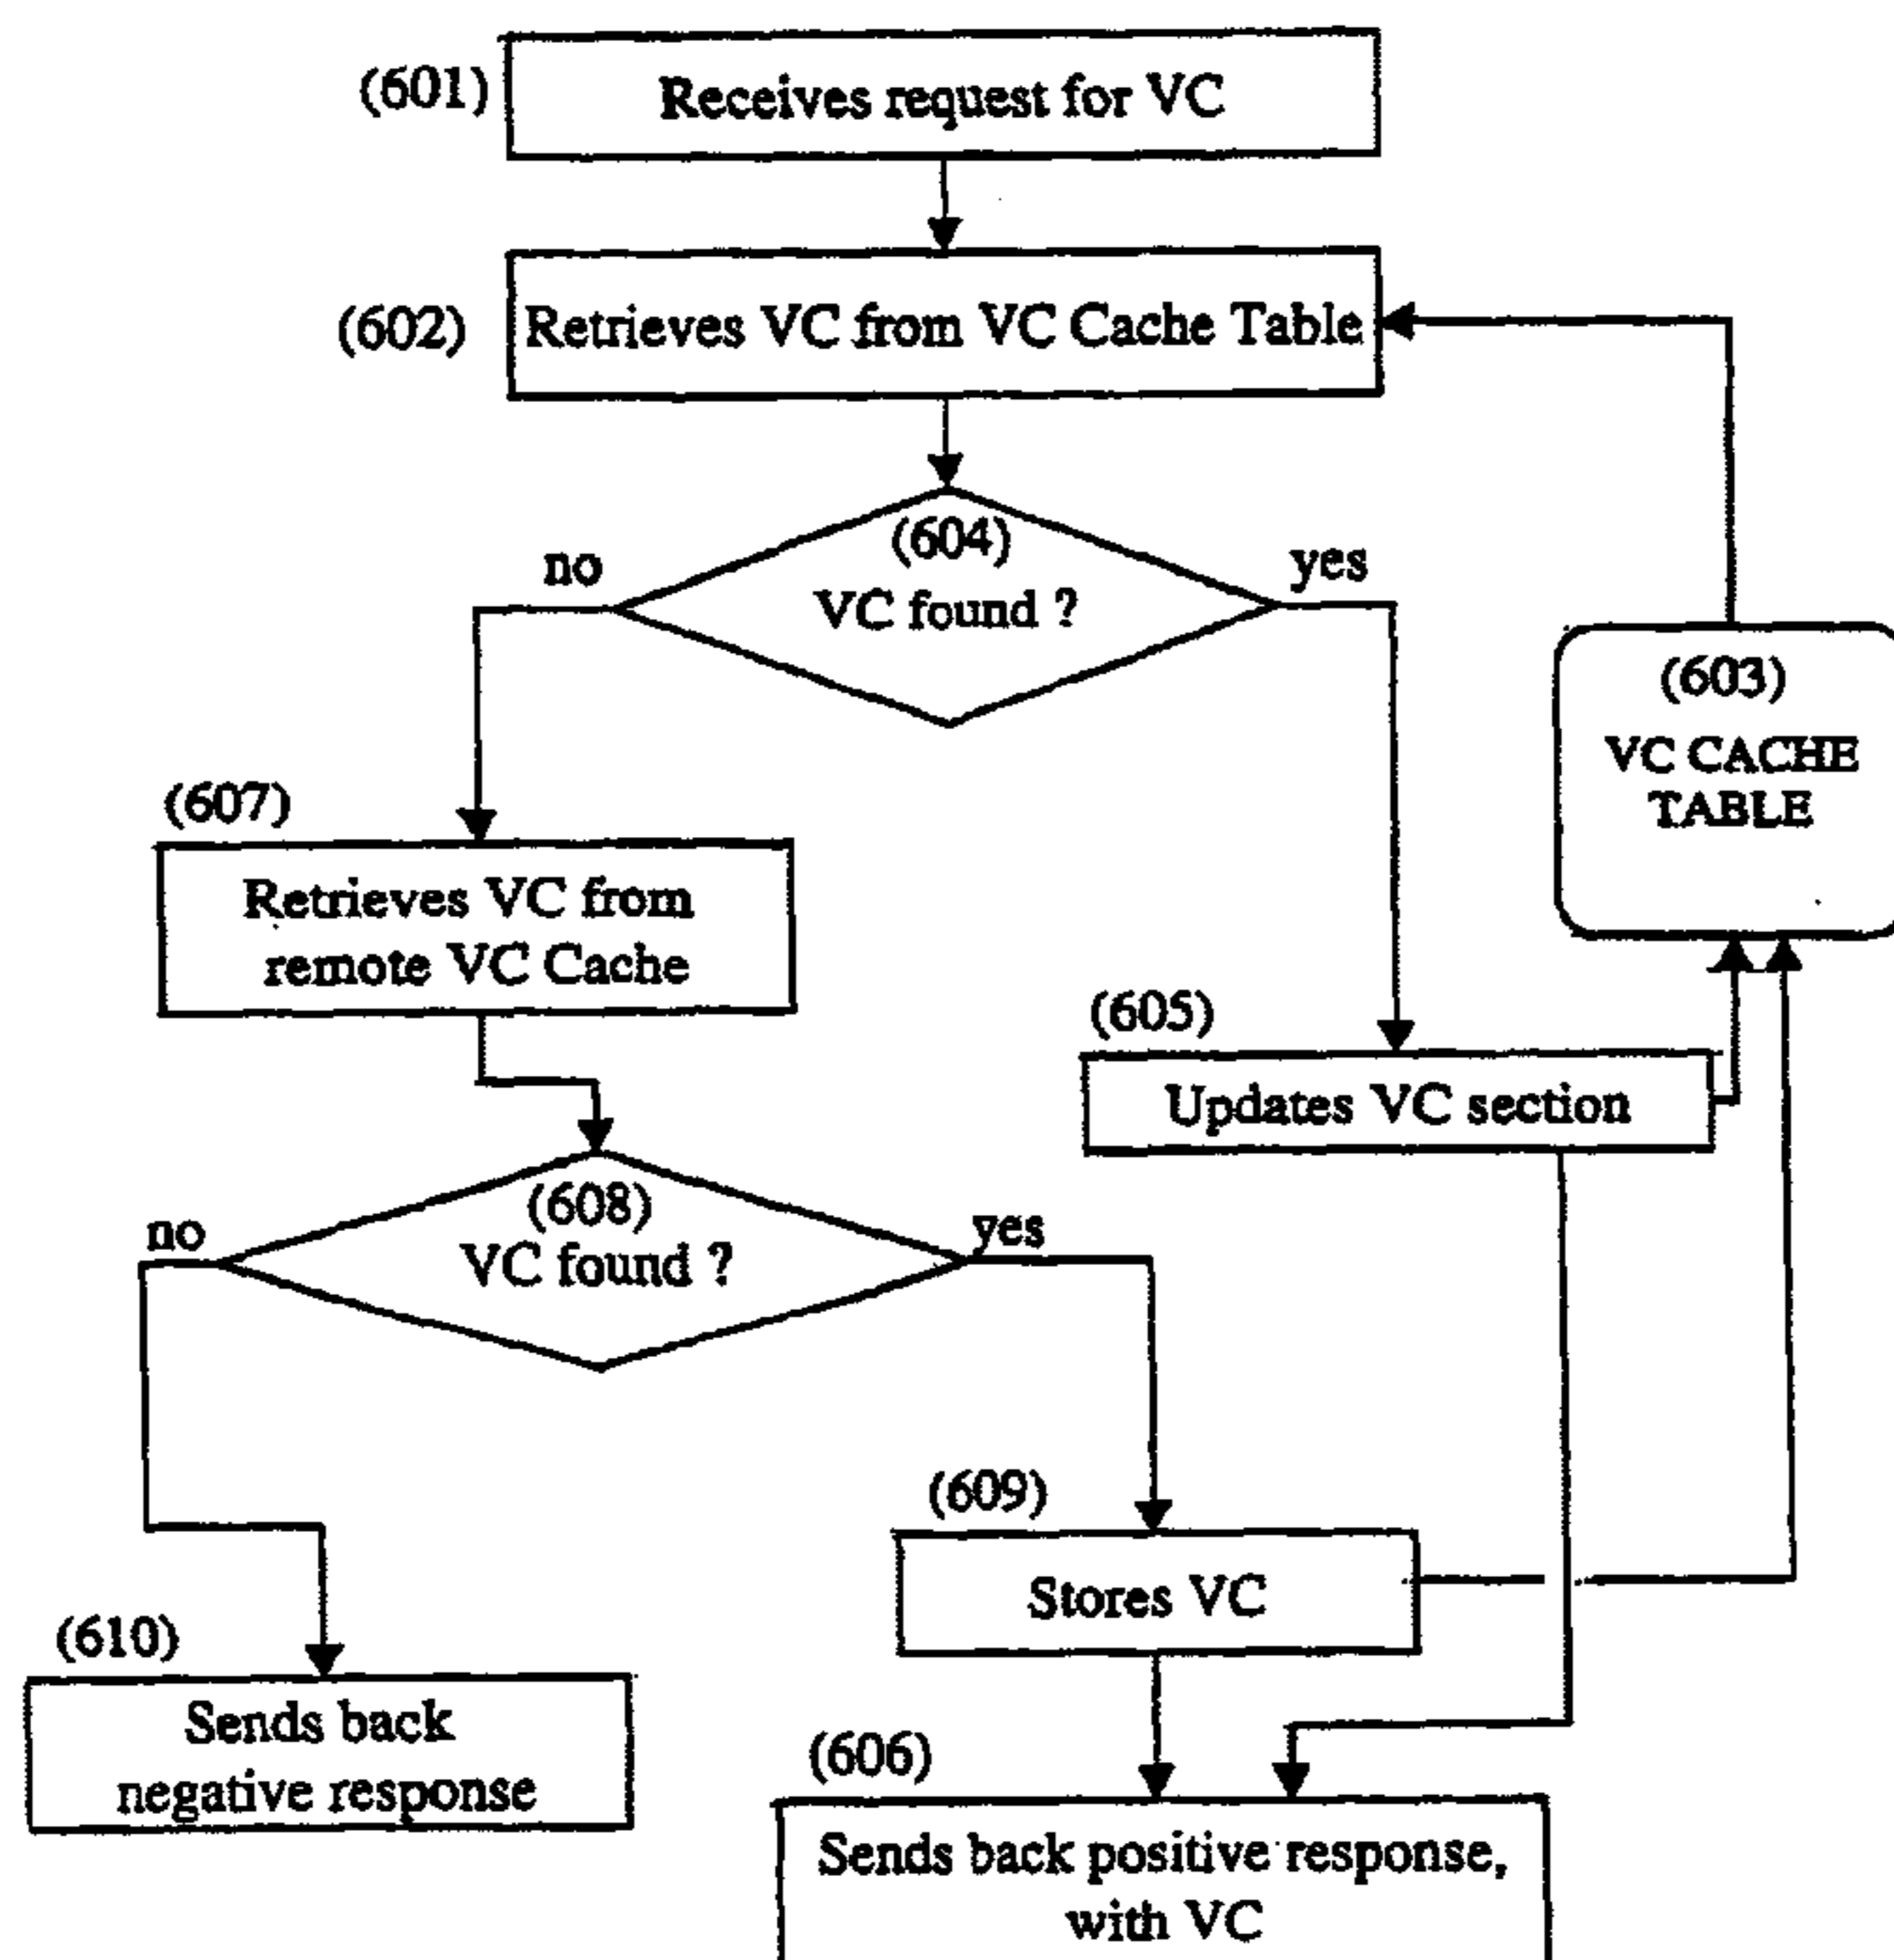 (601)
Receives request for VC
(602)
Retrieves VC from VC Cache Table
(604)
no
yes
VC found ?
(603)
VC CACHE
TABLE
(607)
Retrieves VC from
remote VC Cache
(605)
Updates VC section
(608)
no
yes
VC found ?
(609)
Stores VC
(610)
Sends back
negative response
(606)
Sends back positive response,
with VC